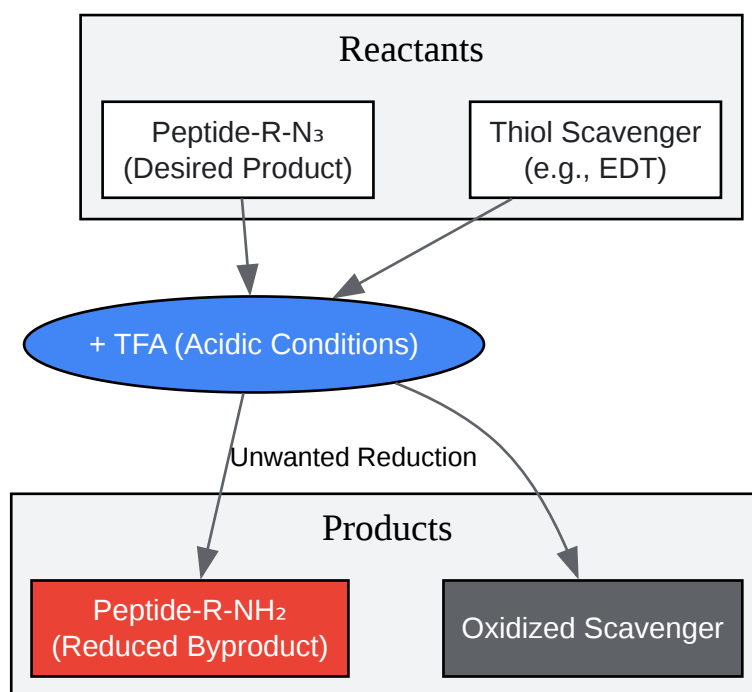 Reactants
Peptide-R-N₃
(Desired Product)
Thiol Scavenger
(e.g., EDT)
+ TFA (Acidic Conditions)
Unwanted Reduction
Products
Peptide-R-NH₂
(Reduced Byproduct)
Oxidized Scavenger